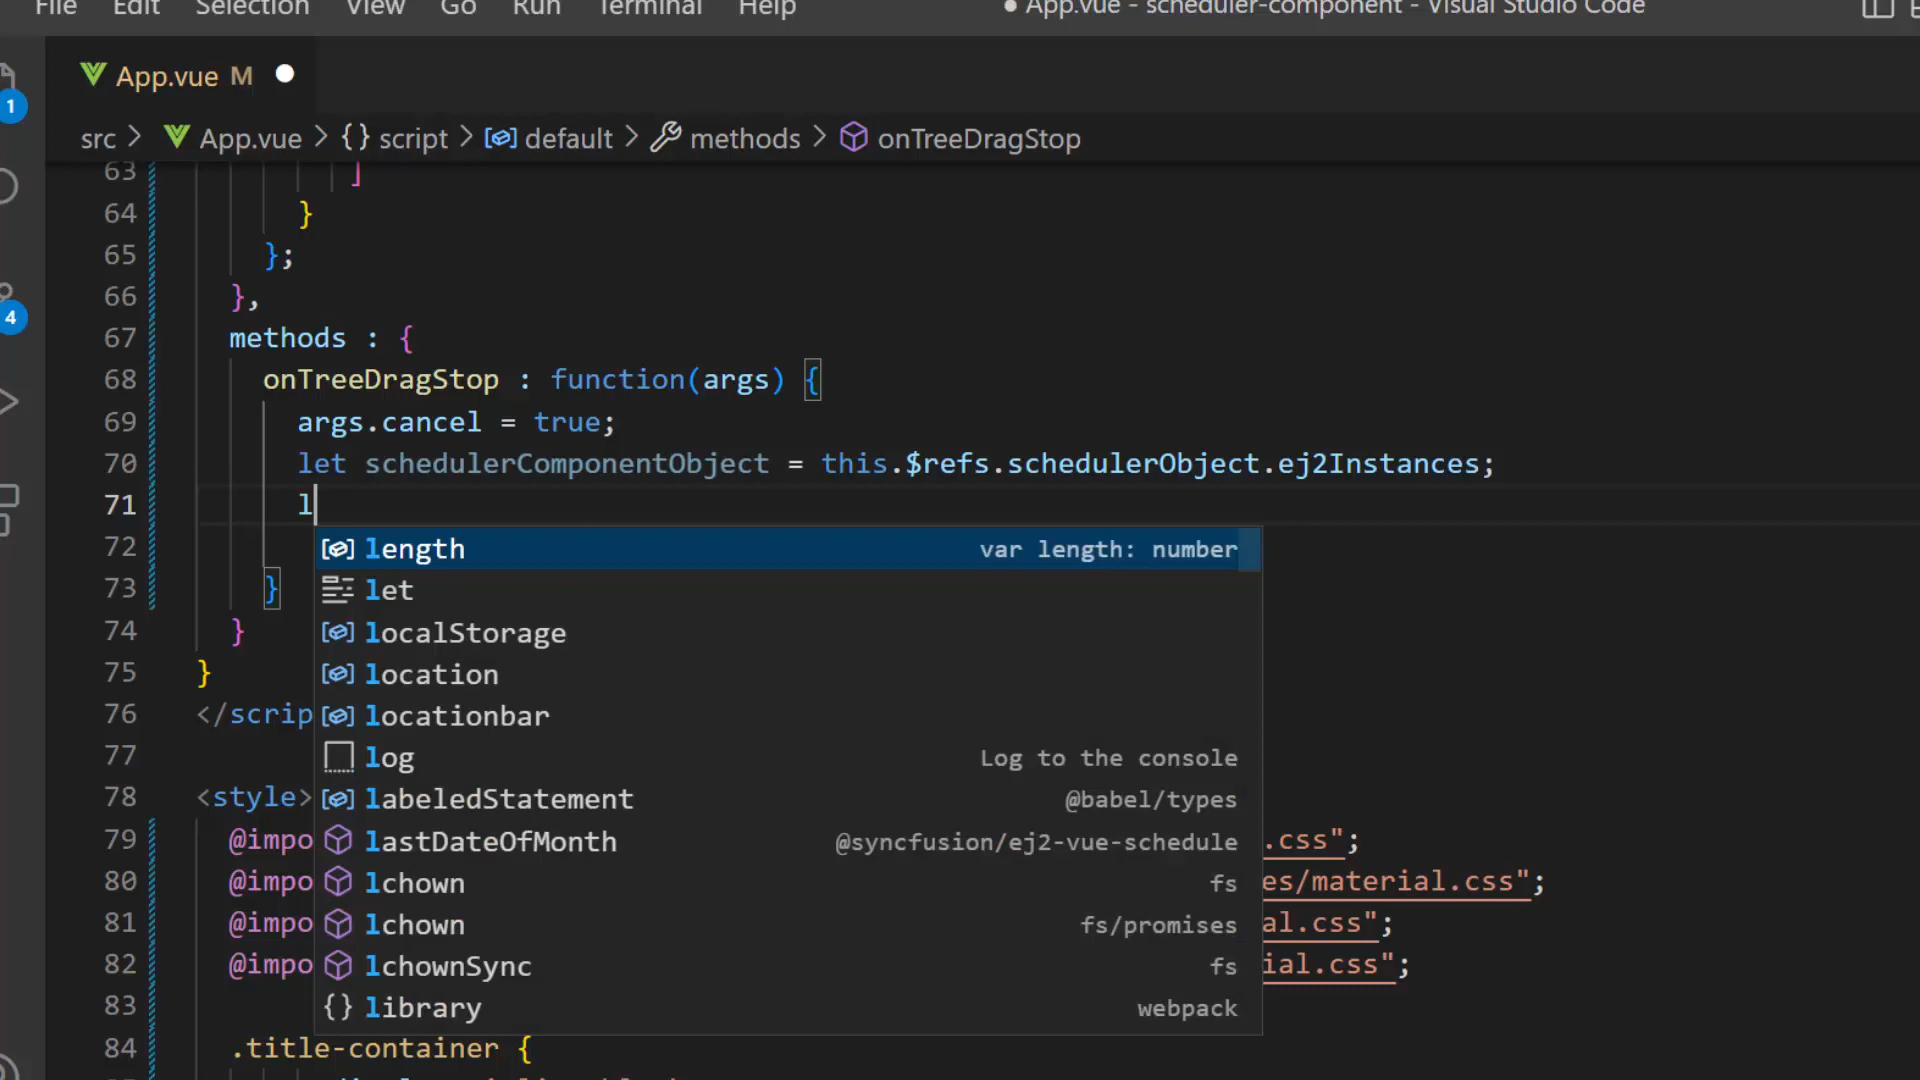 File Edit Selection View Go Run Terminal Help ● App.vue - scheduler-component - Visual Studio Code
App.vue M
1
src > App.vue > {} script > default > methods > onTreeDragStop
63 ]
64 }
65 };
66 },
4
67 methods : {
68 onTreeDragStop : function(args) {
69 args.cancel = true;
70 let schedulerComponentObject = this.$refs.schedulerObject.ej2Instances;
71 l
length var length: number
72
let
73 }
localStorage
74 }
location
75 }
locationbar
76 </scrip
log Log to the console
77
labeledStatement @babel/types
78 <style>
lastDateOfMonth @syncfusion/ej2-vue-schedule
79 @impo .css";
lchown fs
80 @impo es/material.css";
lchown fs/promises
81 @impo al.css";
lchownSync fs
82 @impo ial.css";
library webpack
83
84 .title-container {